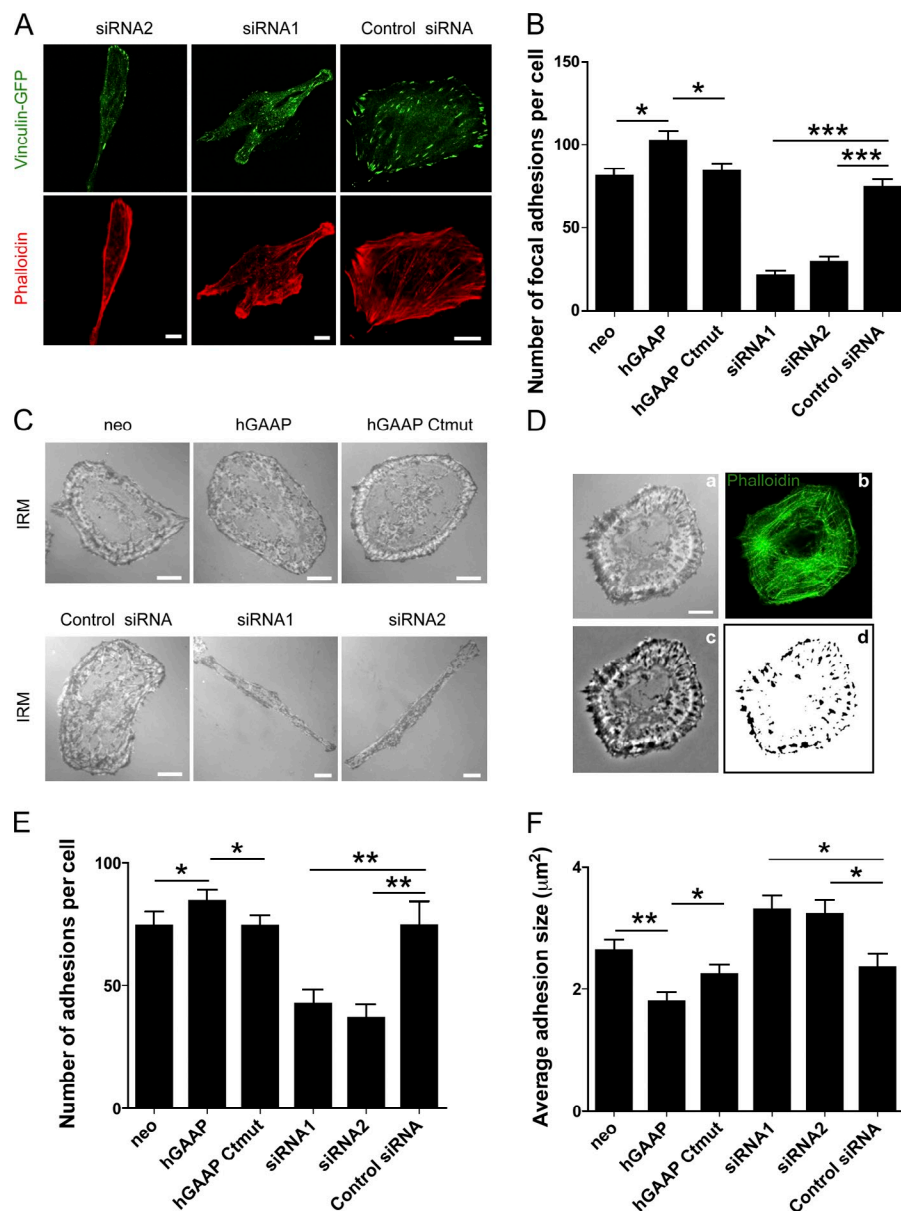 A
siRNA2 siRNA1 Control siRNA
Vinculin-GFP
Phalloidin
B
Number of focal adhesions per cell
150
100
50
0
* * *** ***
neo hGAAP hGAAP Ctmut siRNA1 siRNA2 Control siRNA
C
neo hGAAP hGAAP Ctmut
IRM
Control siRNA siRNA1 siRNA2
IRM
D
a
Phalloidin b
c
d
E
Number of adhesions per cell
100
50
0
* * ** **
neo hGAAP hGAAP Ctmut siRNA1 siRNA2 Control siRNA
F
Average adhesion size (μm²)
4
2
0
** * * *
neo hGAAP hGAAP Ctmut siRNA1 siRNA2 Control siRNA